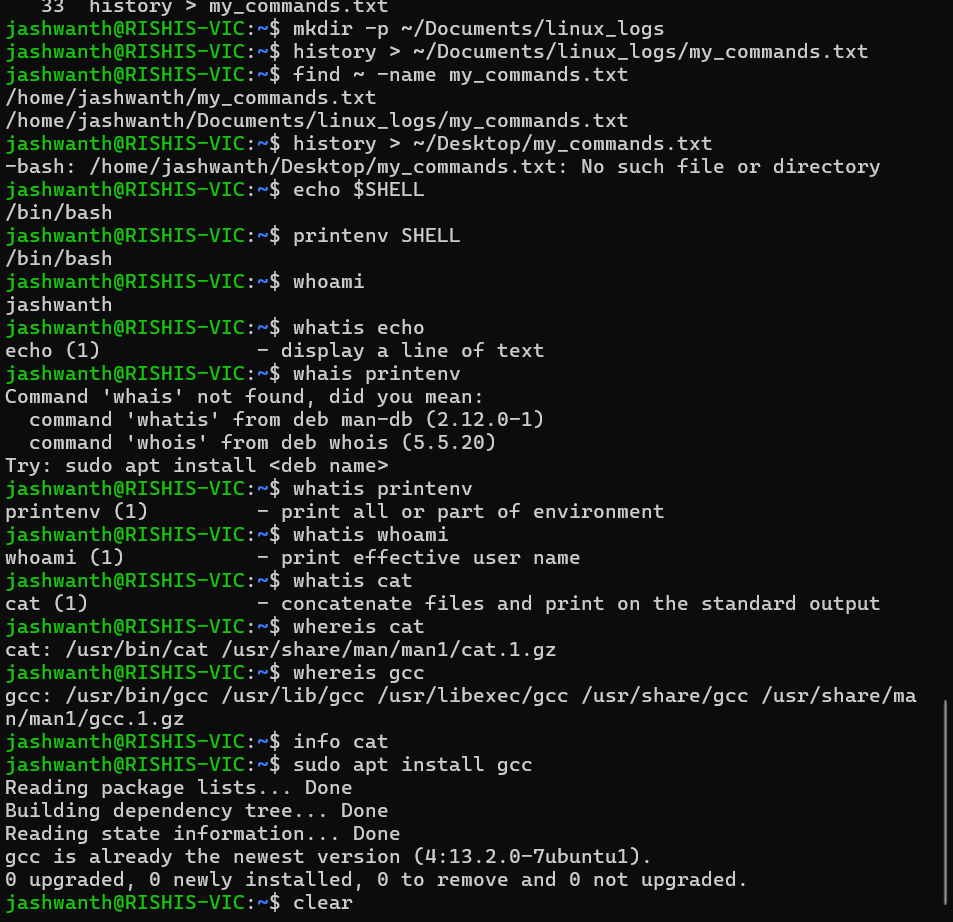 33  history > my_commands.txt
jashwanth@RISHIS-VIC:~$ mkdir -p ~/Documents/linux_logs
jashwanth@RISHIS-VIC:~$ history > ~/Documents/linux_logs/my_commands.txt
jashwanth@RISHIS-VIC:~$ find ~ -name my_commands.txt
/home/jashwanth/my_commands.txt
/home/jashwanth/Documents/linux_logs/my_commands.txt
jashwanth@RISHIS-VIC:~$ history > ~/Desktop/my_commands.txt
-bash: /home/jashwanth/Desktop/my_commands.txt: No such file or directory
jashwanth@RISHIS-VIC:~$ echo $SHELL
/bin/bash
jashwanth@RISHIS-VIC:~$ printenv SHELL
/bin/bash
jashwanth@RISHIS-VIC:~$ whoami
jashwanth
jashwanth@RISHIS-VIC:~$ whatis echo
echo (1)             - display a line of text
jashwanth@RISHIS-VIC:~$ whais printenv
Command 'whais' not found, did you mean:
  command 'whatis' from deb man-db (2.12.0-1)
  command 'whois' from deb whois (5.5.20)
Try: sudo apt install <deb name>
jashwanth@RISHIS-VIC:~$ whatis printenv
printenv (1)         - print all or part of environment
jashwanth@RISHIS-VIC:~$ whatis whoami
whoami (1)           - print effective user name
jashwanth@RISHIS-VIC:~$ whatis cat
cat (1)              - concatenate files and print on the standard output
jashwanth@RISHIS-VIC:~$ whereis cat
cat: /usr/bin/cat /usr/share/man/man1/cat.1.gz
jashwanth@RISHIS-VIC:~$ whereis gcc
gcc: /usr/bin/gcc /usr/lib/gcc /usr/libexec/gcc /usr/share/gcc /usr/share/ma
n/man1/gcc.1.gz
jashwanth@RISHIS-VIC:~$ info cat
jashwanth@RISHIS-VIC:~$ sudo apt install gcc
Reading package lists... Done
Building dependency tree... Done
Reading state information... Done
gcc is already the newest version (4:13.2.0-7ubuntu1).
0 upgraded, 0 newly installed, 0 to remove and 0 not upgraded.
jashwanth@RISHIS-VIC:~$ clear